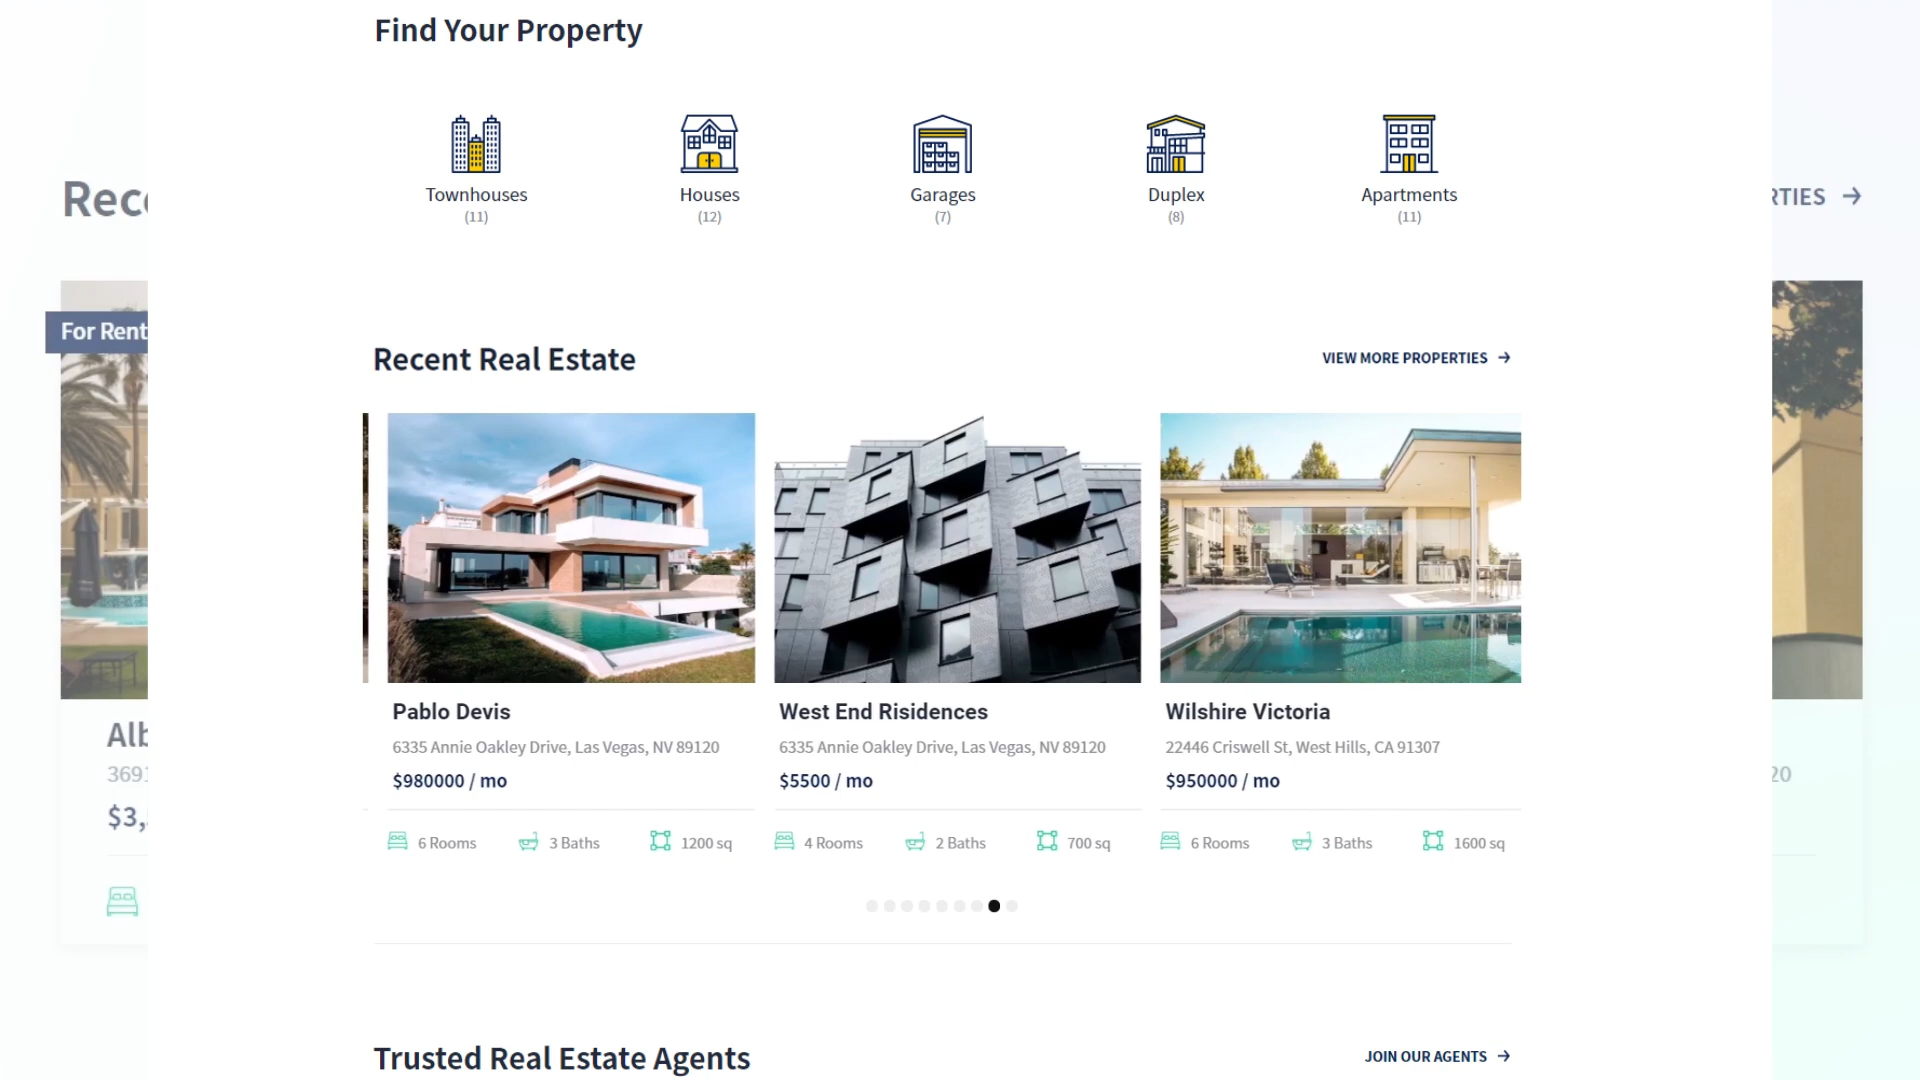 Find Your Property
Townhouses
(11)
Houses
(12)
Garages
(7)
Duplex
(8)
Apartments
(11)
RTIES
For Rent
Recent Real Estate
VIEW MORE PROPERTIES
Pablo Devis
6335 Annie Oakley Drive, Las Vegas, NV 89120
$980000 / mo
6 Rooms
3 Baths
1200 sq
West End Risidences
6335 Annie Oakley Drive, Las Vegas, NV 89120
$5500 / mo
4 Rooms
2 Baths
700 sq
Wilshire Victoria
22446 Criswell St, West Hills, CA 91307
$950000 / mo
6 Rooms
3 Baths
1600 sq
3691
$3,
20
Trusted Real Estate Agents
JOIN OUR AGENTS